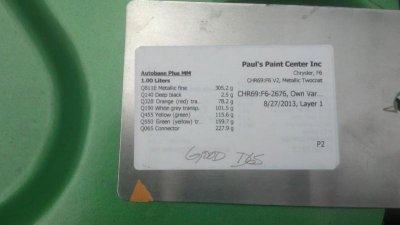 Paul's Paint Center Inc
Autobase Plus MM
1.00 Liters
Q811E Metallic fine 305.2 g
Q140 Deep black 2.5 g
Q328 Orange (red) tra.. 78.2 g
Q190 White grey transp. 101.5 g
Q455 Yellow (green) 115.6 g
Q550 Green (yellow) tr... 159.7 g
Q065 Connector 227.9 g
Chrysler, F6
CHR69:F6 V2, Metallic Twocoat
CHR69:F6-2676, Own Var...
8/27/2013, Layer 1
GOOD
P2